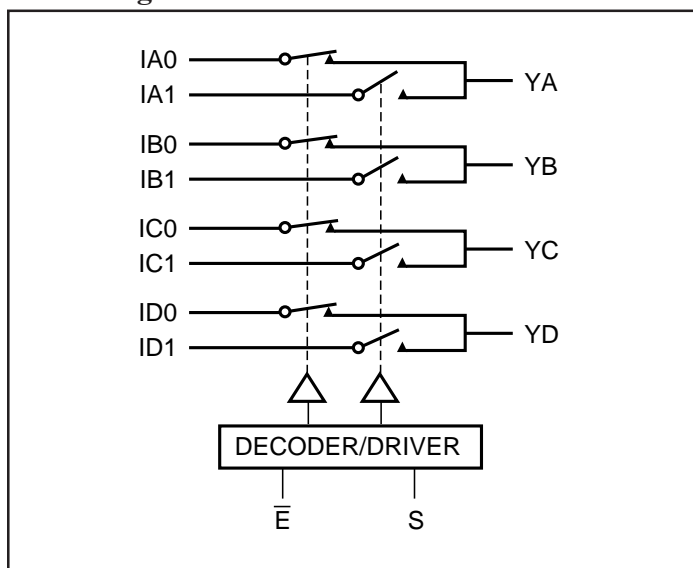 IA0
IA1
YA
IB0
IB1
YB
IC0
IC1
YC
ID0
ID1
YD
DECODER/DRIVER
E̅
S